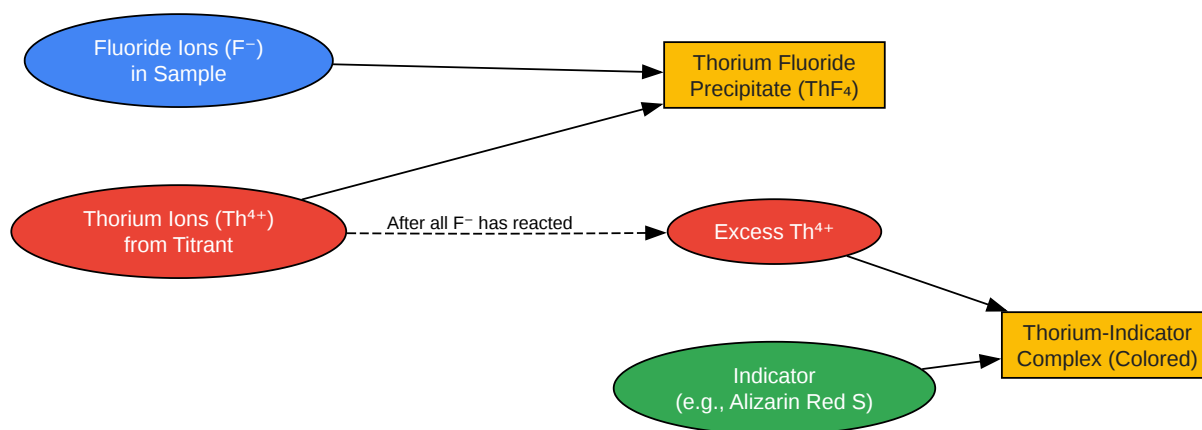 Fluoride Ions (F⁻)
in Sample
Thorium Fluoride
Precipitate (ThF₄)
Thorium Ions (Th⁴⁺)
from Titrant
After all F⁻ has reacted
Excess Th⁴⁺
Thorium-Indicator
Complex (Colored)
Indicator
(e.g., Alizarin Red S)